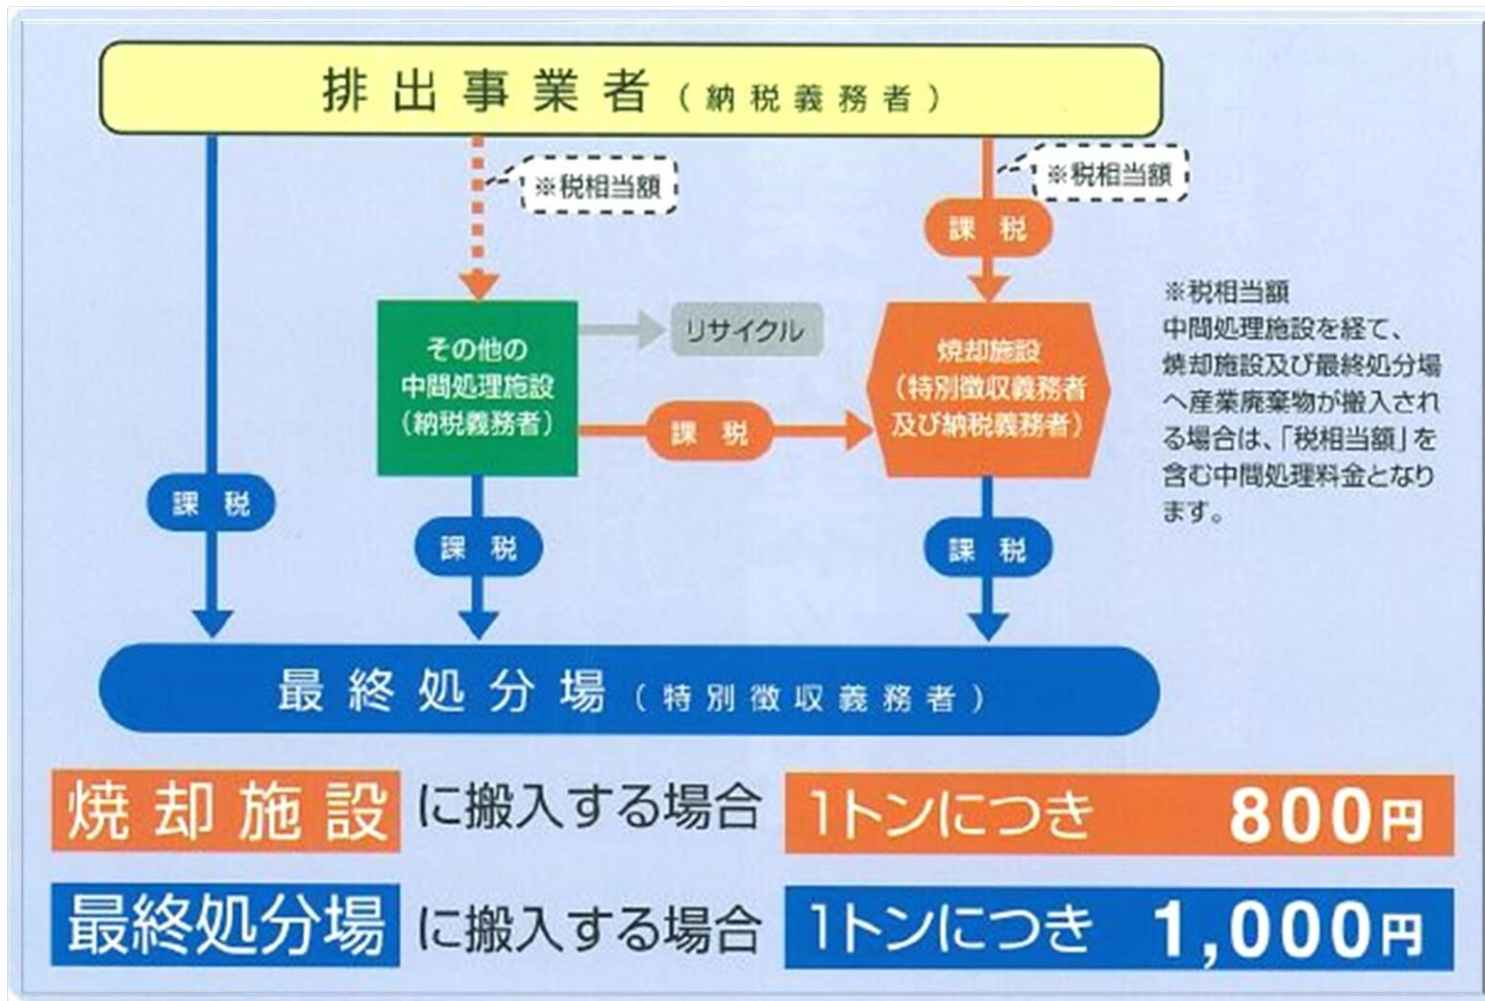 排出事業者（納税義務者）
※税相当額
※税相当額
課税
※税相当額
中間処理施設を経て、
焼却施設及び最終処分場
へ産業廃棄物が搬入され
る場合は、「税相当額」を
含む中間処理料金となり
ます。
その他の
中間処理施設
（納税義務者）
リサイクル
焼却施設
（特別徴収義務者
及び納税義務者）
課税
課税
課税
課税
最終処分場（特別徴収義務者）
焼却施設に搬入する場合 1トンにつき 800円
最終処分場に搬入する場合 1トンにつき 1,000円